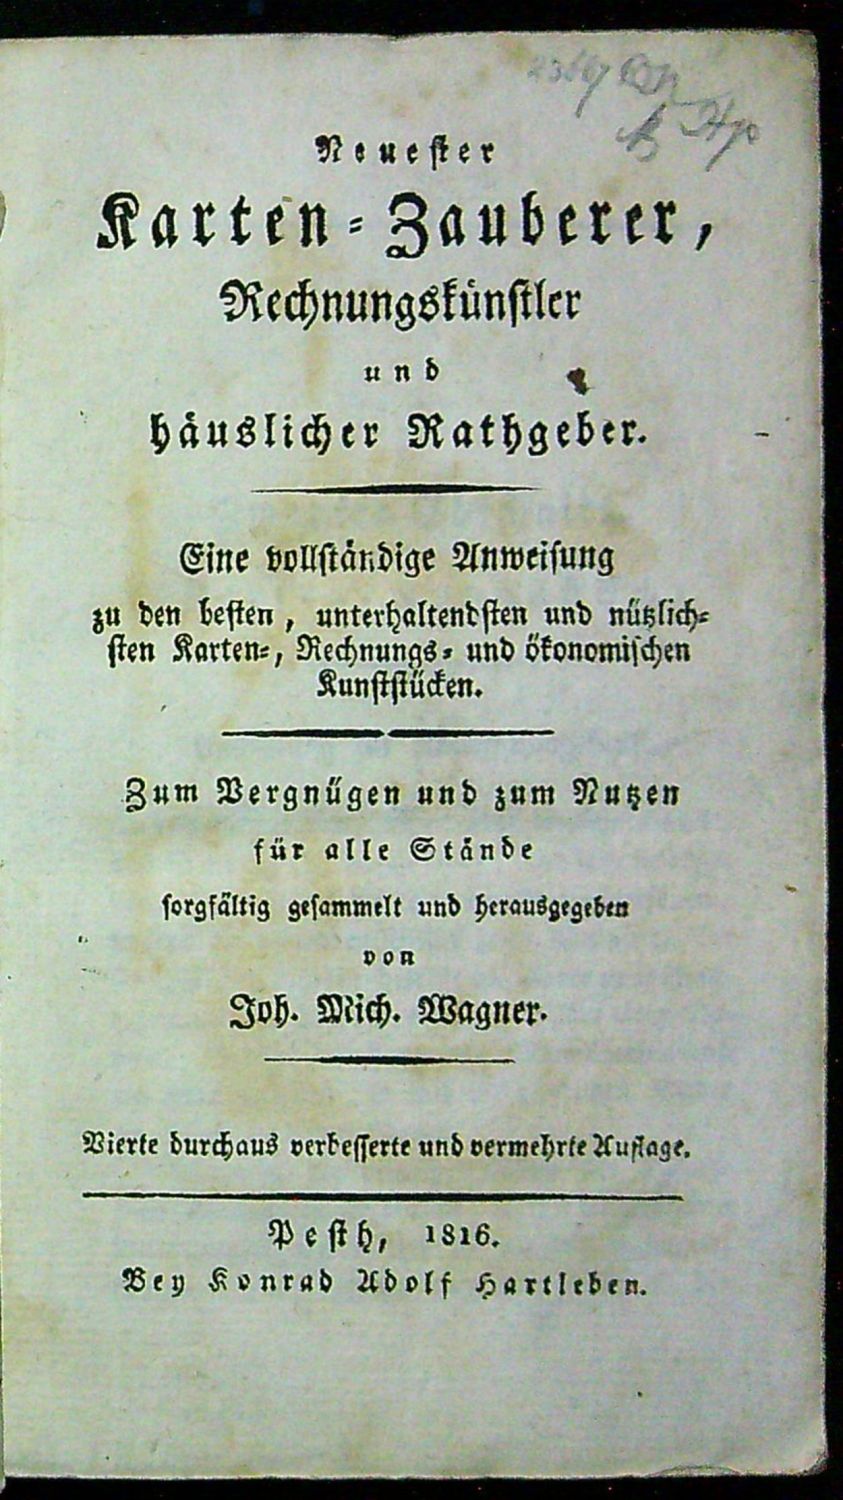 Neuester
Karten-Zauberer,
Rechnungskünstler
und
häuslicher Rathgeber.
Eine vollständige Anweisung
zu den besten, unterhaltendsten und nützlich-
sten Karten-, Rechnungs- und ökonomischen
Kunststücken.
Zum Vergnügen und zum Nutzen
für alle Stände
sorgfältig gesammelt und herausgegeben
von
Joh. Mich. Wagner.
Vierte durchaus verbesserte und vermehrte Auflage.
Pesth, 1816.
Bey Konrad Adolf Hartleben.